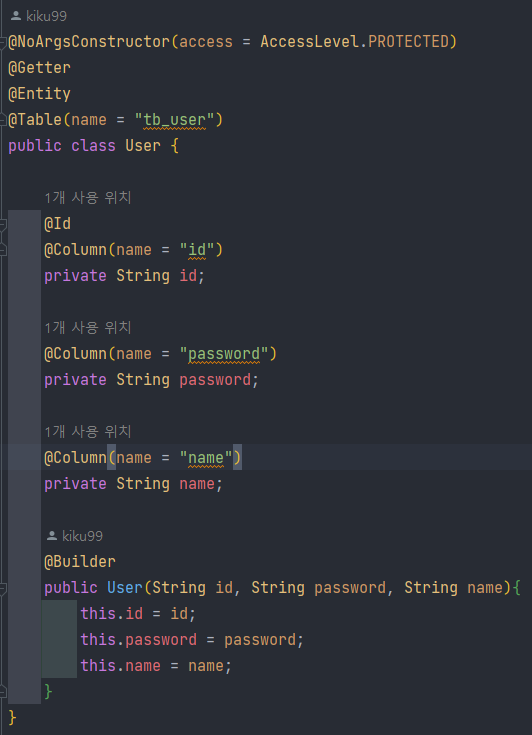 kiku99
@NoArgsConstructor(access = AccessLevel.PROTECTED)
@Getter
@Entity
@Table(name = "tb_user")
public class User {
1개 사용 위치
@Id
@Column(name = "id")
private String id;
1개 사용 위치
@Column(name = "password")
private String password;
1개 사용 위치
@Column(name = "name")
private String name;
kiku99
@Builder
public User(String id, String password, String name){
this.id = id;
this.password = password;
this.name = name;
}
}